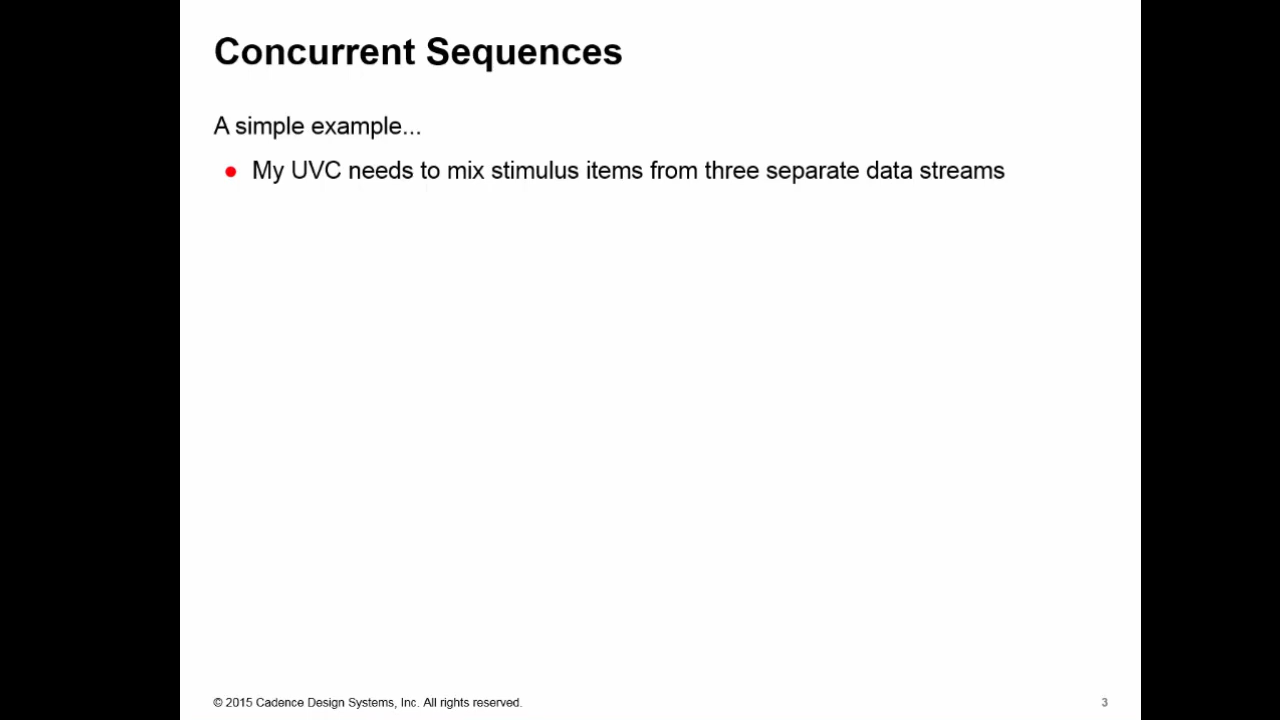 Concurrent Sequences
A simple example...
● My UVC needs to mix stimulus items from three separate data streams
© 2015 Cadence Design Systems, Inc. All rights reserved.
3